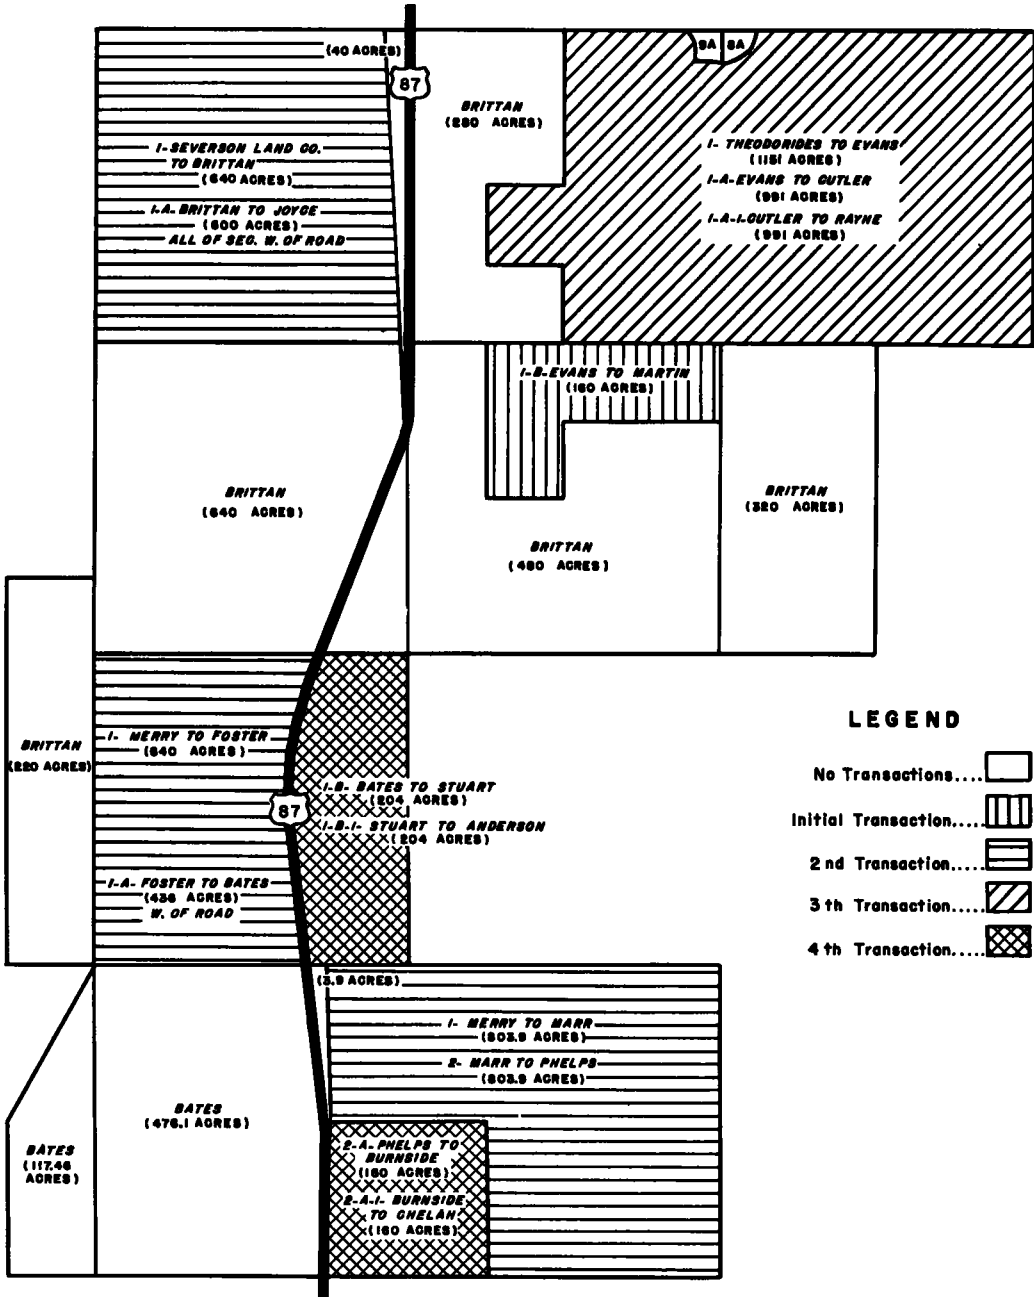 (40 ACRES)
87
BRITTAN
(280 ACRES)
9A 8A
1-SEVERSON LAND CO.
TO BRITTAN
(640 ACRES)
1-A-BRITTAN TO JOYCE
(600 ACRES)
ALL OF SEC. W. OF ROAD
1- THEODORIDES TO EVANS
(1151 ACRES)
1-A-EVANS TO CUTLER
(991 ACRES)
1-A-1-CUTLER TO RAYNE
(991 ACRES)
1-B-EVANS TO MARTIN
(160 ACRES)
BRITTAN
(640 ACRES)
BRITTAN
(480 ACRES)
BRITTAN
(320 ACRES)
BRITTAN
(220 ACRES)
1- MERRY TO FOSTER
(640 ACRES)
87
1-B- BATES TO STUART
(204 ACRES)
1-B-1- STUART TO ANDERSON
(204 ACRES)
1-A- FOSTER TO BATES
(436 ACRES)
W. OF ROAD
LEGEND
No Transactions....
Initial Transaction.....
2nd Transaction.....
3th Transaction.....
4th Transaction.....
(3.9 ACRES)
1- MERRY TO MARR
(803.9 ACRES)
2- MARR TO PHELPS
(803.9 ACRES)
BATES
(476.1 ACRES)
BATES
(117.46
ACRES)
2-A-PHELPS TO
BURNSIDE
(160 ACRES)
2-A-1- BURNSIDE
TO CHELAH
(160 ACRES)